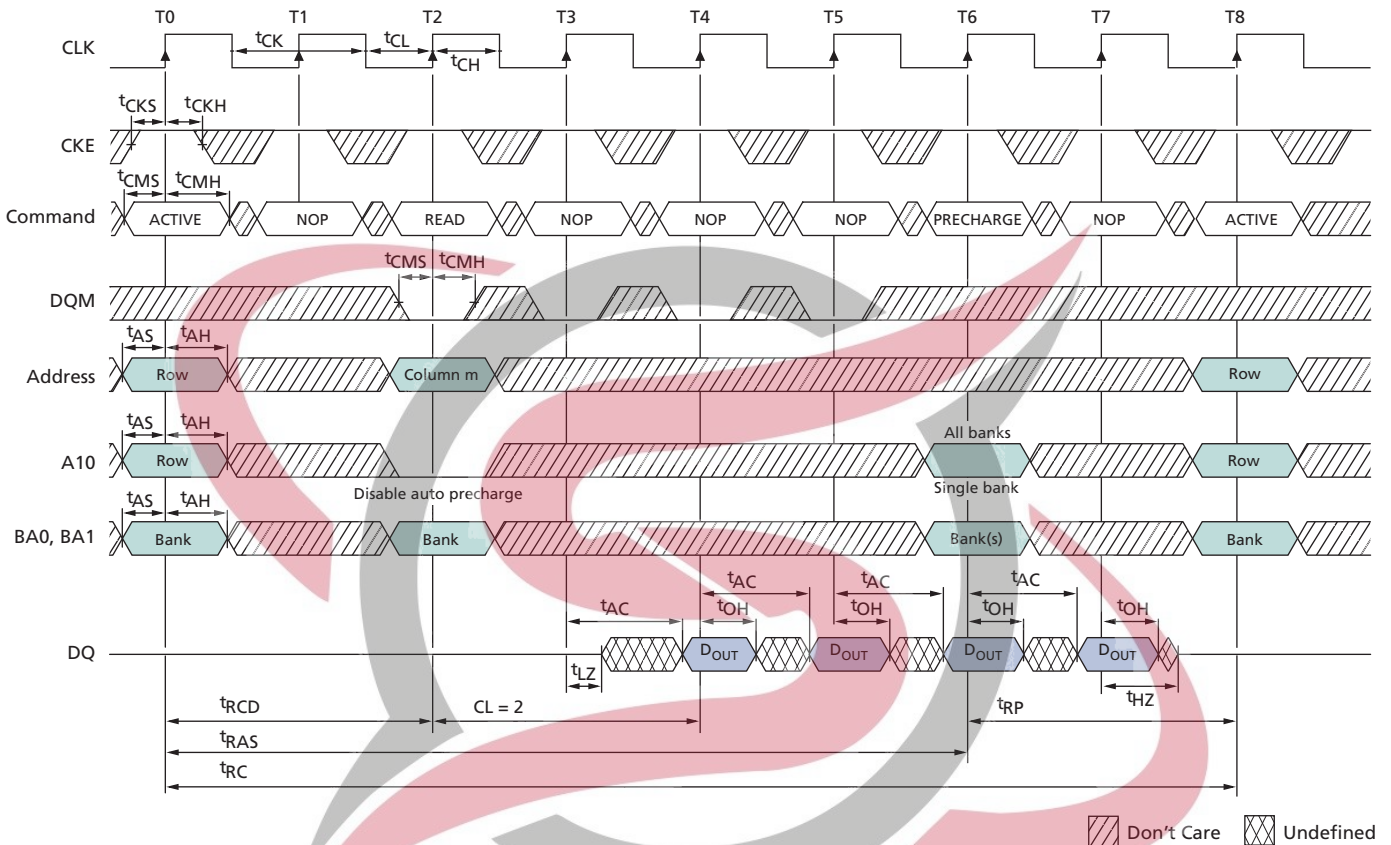 T0 T1 T2 T3 T4 T5 T6 T7 T8
CLK
tCK tCL tCH
tCKS tCKH
CKE
tCMS tCMH
Command ACTIVE NOP READ NOP NOP NOP PRECHARGE NOP ACTIVE
tCMS tCMH
DQM
tAS tAH
Address Row Column m Row
tAS tAH
All banks
A10 Row Row
Disable auto precharge
Single bank
tAS tAH
BA0, BA1 Bank Bank Bank(s) Bank
tAC tAC tAC
tAC tOH tOH tOH tOH
DQ DOUT DOUT DOUT DOUT
tLZ tHZ
tRCD CL = 2 tRP
tRAS
tRC
Don't Care Undefined